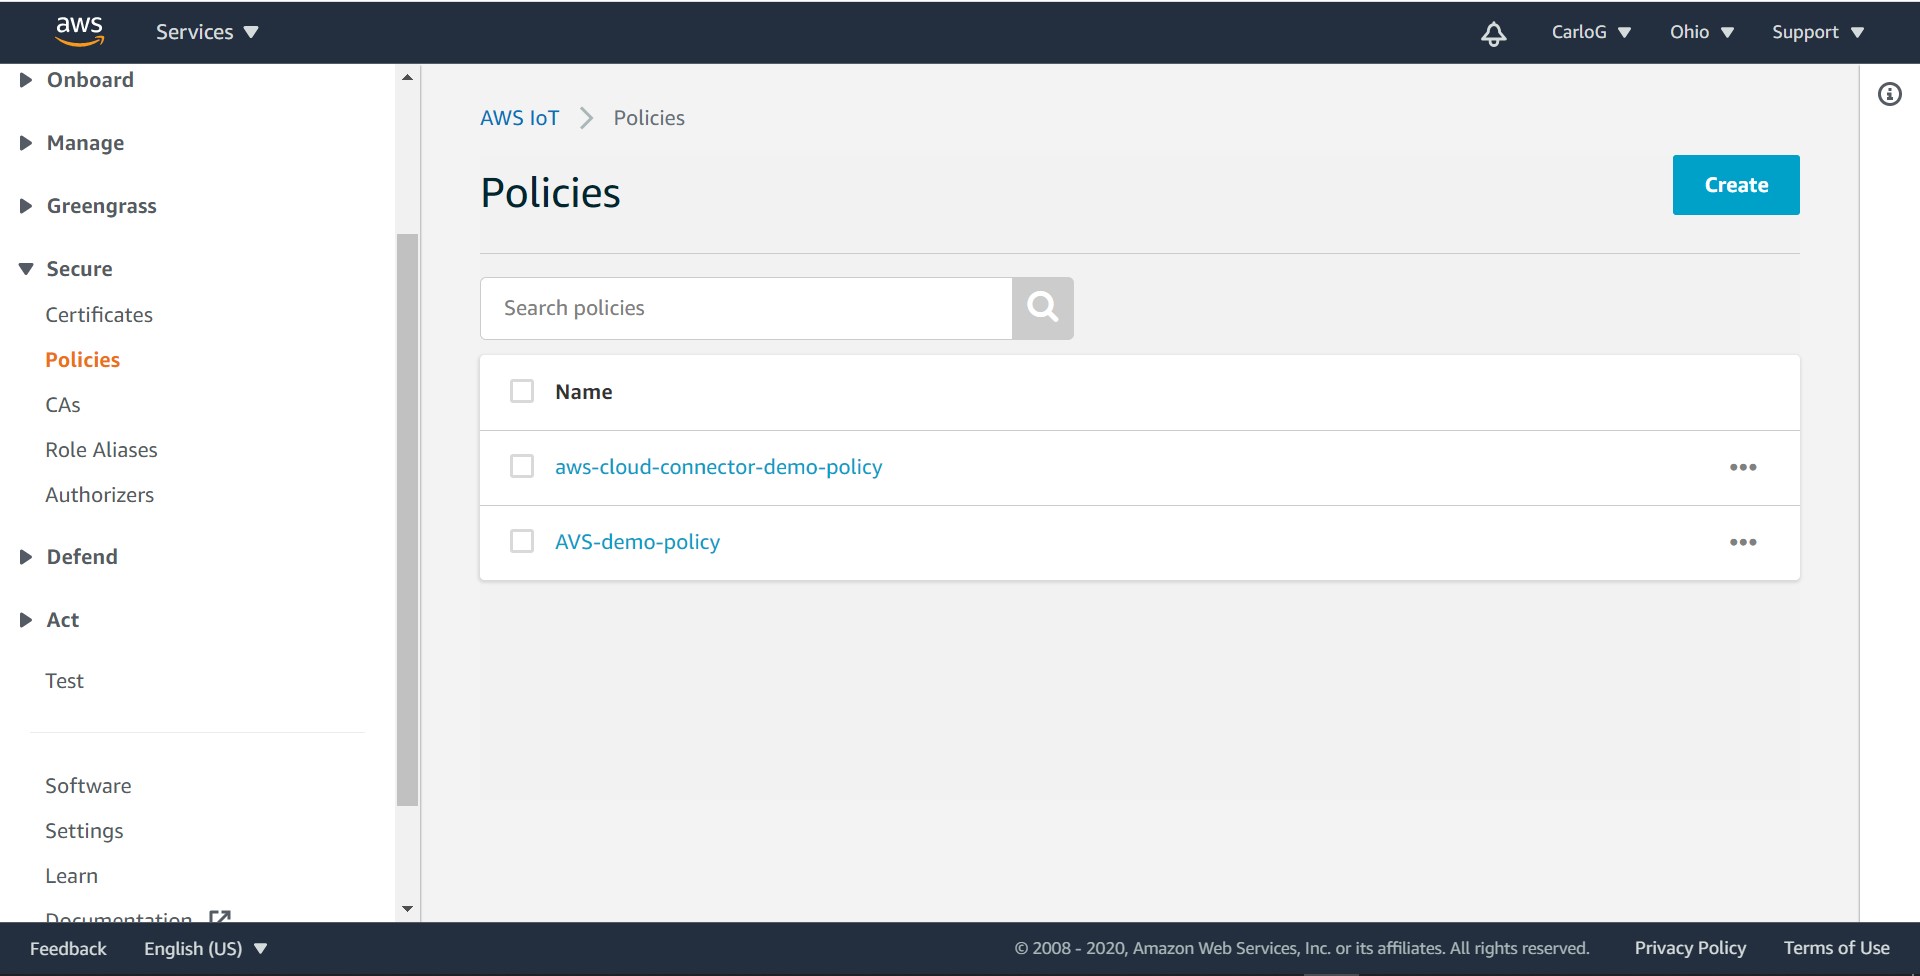 aws
Services
CarloG
Ohio
Support
Onboard
Manage
Greengrass
Secure
Certificates
Policies
CAs
Role Aliases
Authorizers
Defend
Act
Test
Software
Settings
Learn
Documentation
AWS IoT
Policies
Policies
Create
Search policies
Name
aws-cloud-connector-demo-policy
AVS-demo-policy
Feedback
English (US)
© 2008 - 2020, Amazon Web Services, Inc. or its affiliates. All rights reserved.
Privacy Policy
Terms of Use